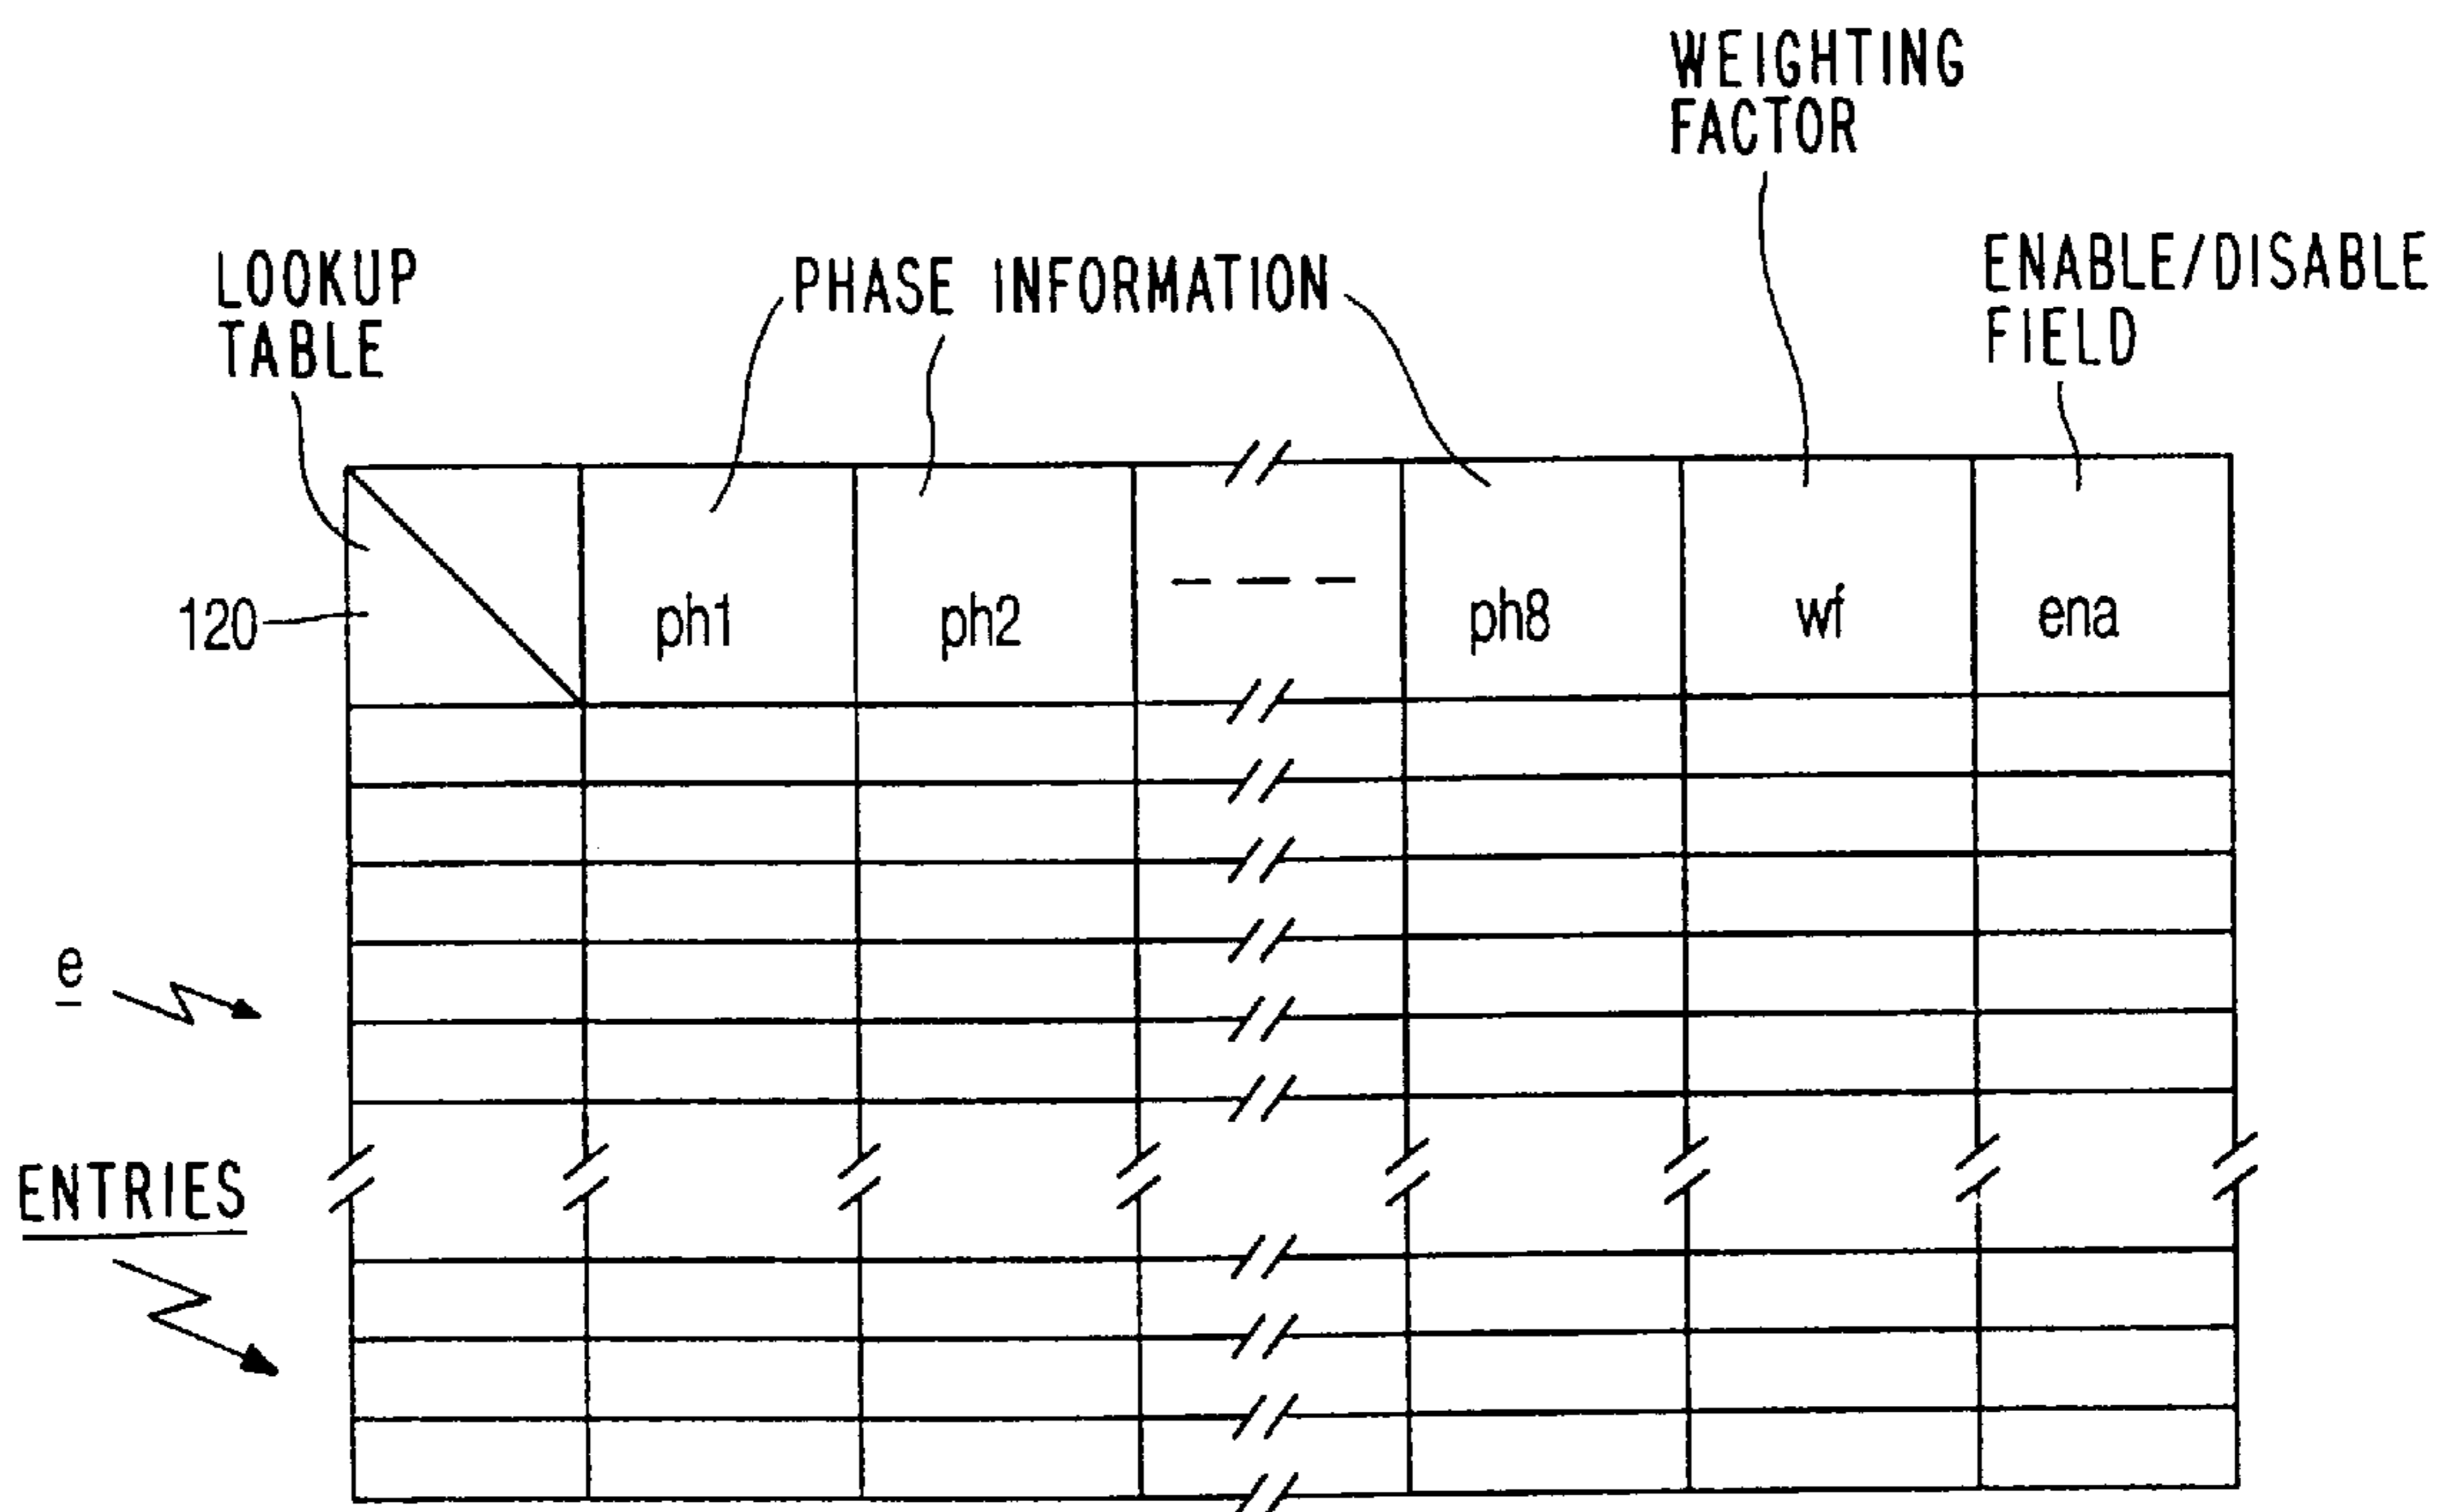 WEIGHTING
FACTOR
LOOKUP
TABLE
PHASE INFORMATION
ENABLE/DISABLE
FIELD
120
ph1
ph2
ph8
wf
ena
e
ENTRIES